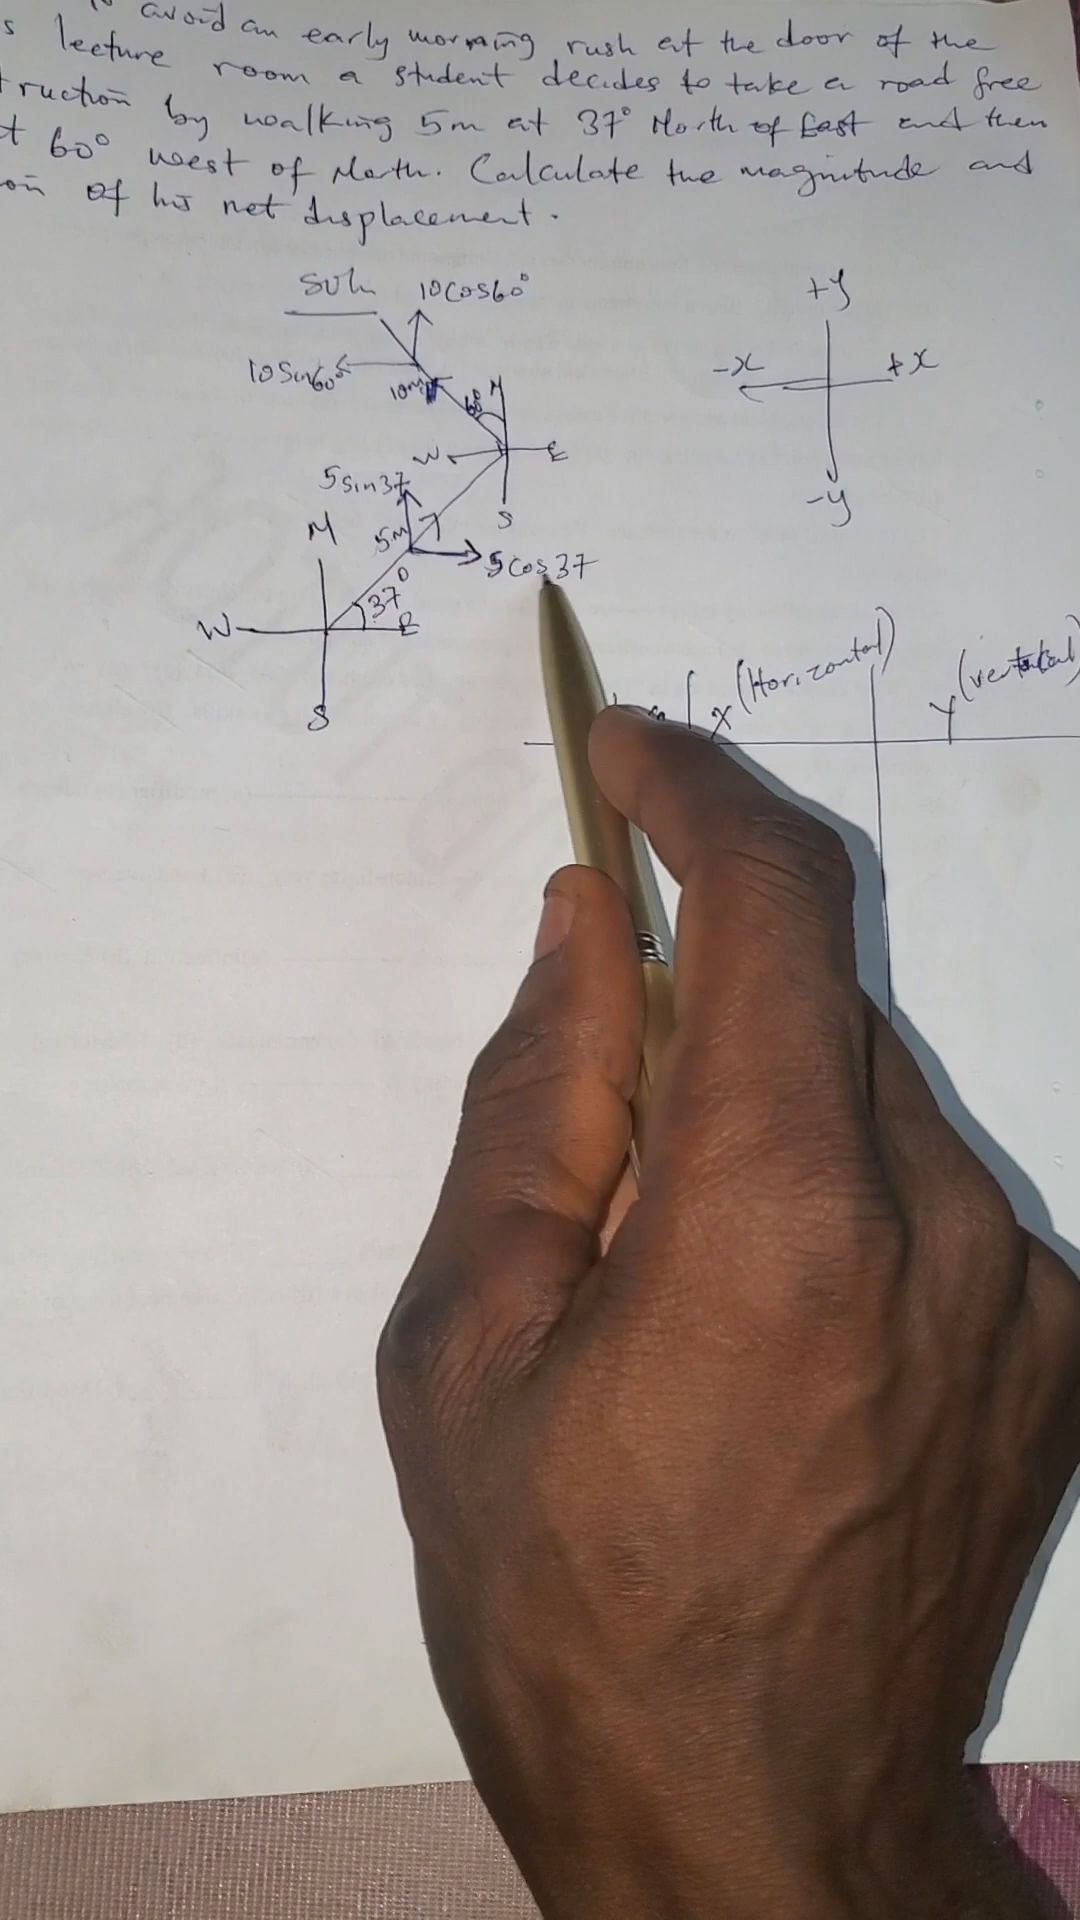 avoid an early morning rush at the door of the
s lecture room a student decides to take a road free
truction by walking 5m at 37° North of East and then
t 60° west of North. Calculate the magnitude and
on of his net displacement.
Soln
10cos60°
+y
10Sin60°
10m
60°
N
-x
+x
W
E
5sin37
S
-y
N
5m
5cos37
37°
W
E
x (Horizontal)
y (vertical)
S